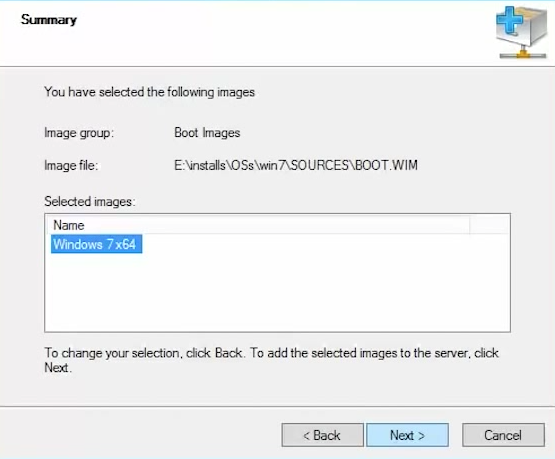 Summary
You have selected the following images
Image group: Boot Images
Image file: E:\installs\OSs\win7\SOURCES\BOOT.WIM
Selected images:
Name
Windows 7 x64
To change your selection, click Back. To add the selected images to the server, click
Next.
< Back Next > Cancel